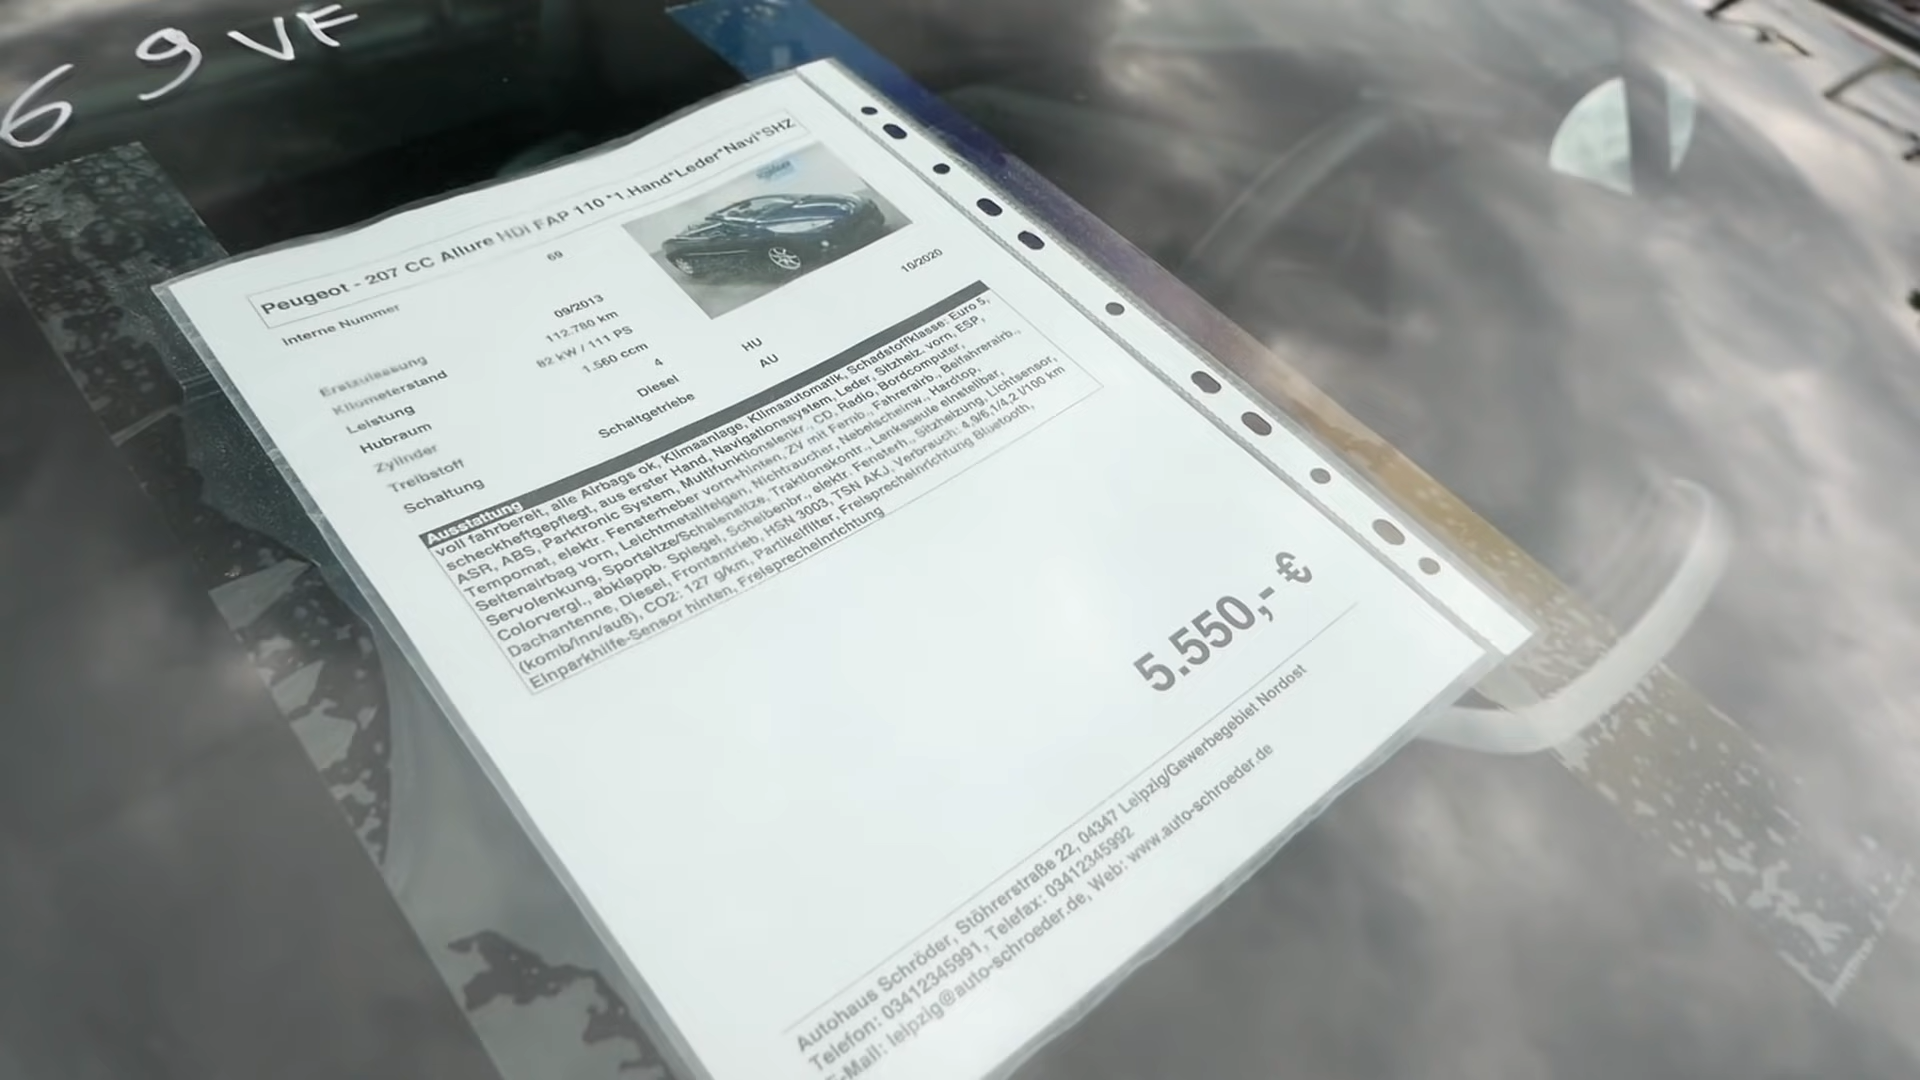 69 VF
Peugeot - 207 CC Allure HDi FAP 110 *1.Hand*Leder*Navi*SHZ
Interne Nummer 69
Erstzulassung 09/2013
Kilometerstand 112.780 km
Leistung 82 kW / 111 PS
Hubraum 1.560 ccm
Zylinder 4
Treibstoff Diesel
Schaltung Schaltgetriebe
HU 10/2020
AU
Ausstattung
voll fahrbereit, alle Airbags ok, Klimaanlage, Klimaautomatik, Schadstoffklasse: Euro 5,
scheckheftgepflegt, aus erster Hand, Navigationssystem, Leder, Sitzheiz. vorn, ESP,
ASR, ABS, Parktronic System, Multifunktionslenkr., CD, Radio, Bordcomputer,
Tempomat, elektr. Fensterheber vorn+hinten, ZV mit Fernb., Fahrerairb., Beifahrerairb.,
Seitenairbag vorn, Leichtmetallfelgen, Nichtraucher, Nebelscheinw., Hardtop,
Servolenkung, Sportsitze/Schalensitze, Traktionskontr., Lenksäule einstellbar,
Colorvergl., abklappb. Spiegel, Scheibenbr., elektr. Fensterh., Sitzheizung, Lichtsensor,
Dachantenne, Diesel, Frontantrieb, HSN 3003, TSN AKJ, Verbrauch: 4,9/6,1/4,2 l/100 km
(komb/inn/auß), CO2: 127 g/km, Partikelfilter, Freisprecheinrichtung Bluetooth,
Einparkhilfe-Sensor hinten, Freisprecheinrichtung
5.550,- €
Autohaus Schröder, Stöhrerstraße 22, 04347 Leipzig/Gewerbegebiet Nordost
Telefon: 03412345991, Telefax: 03412345992
E-Mail: leipzig@auto-schroeder.de, Web: www.auto-schroeder.de